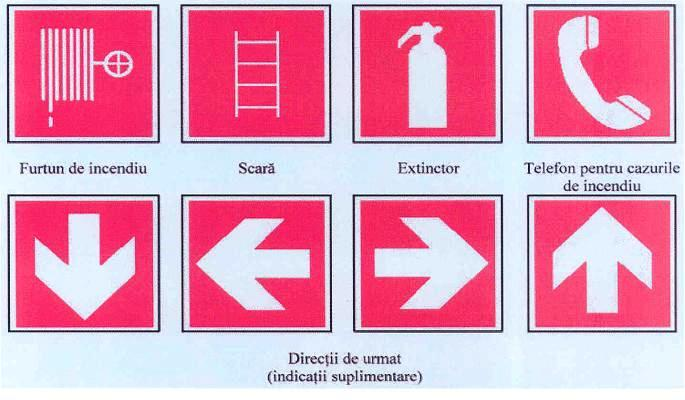 Furtun de incendiu
Scară
Extinctor
Telefon pentru cazurile
de incendiu
Direcții de urmat
(indicații suplimentare)